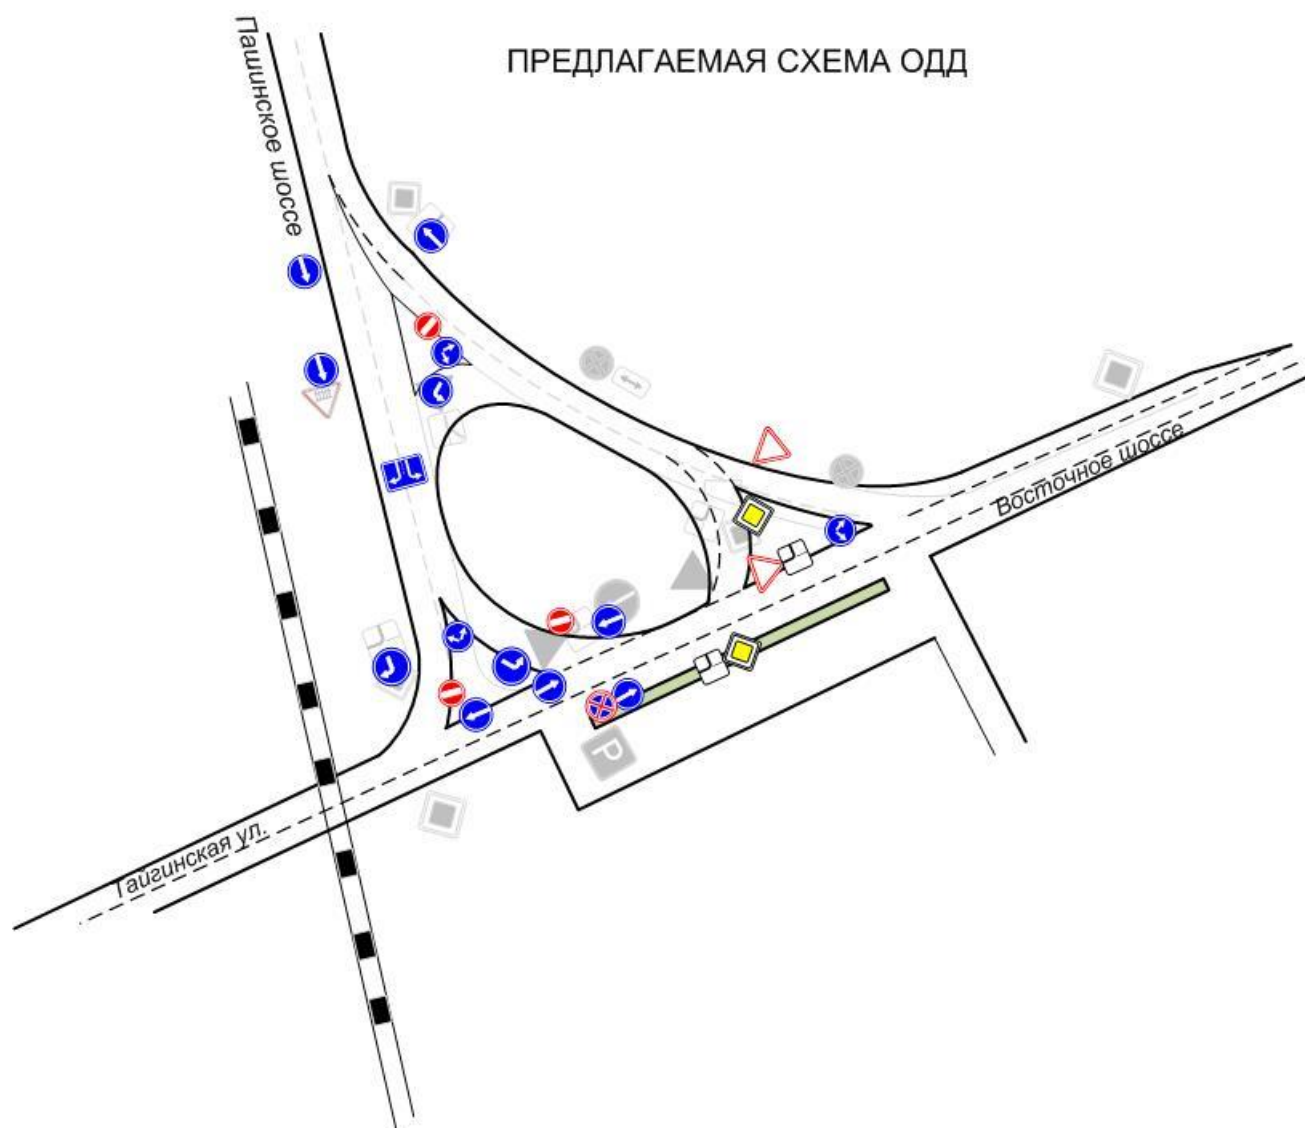 ПРЕДЛАГАЕМАЯ СХЕМА ОДД
Пашинское шоссе
Восточное шоссе
P
Тайгинская ул.